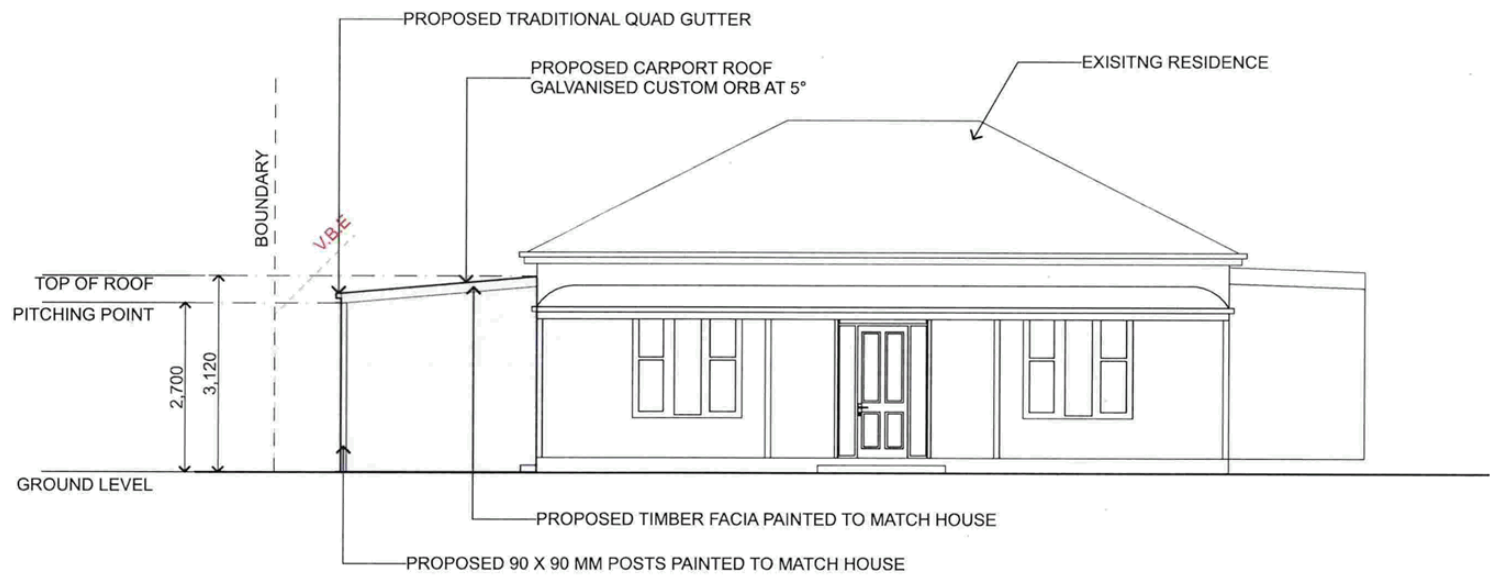 PROPOSED TRADITIONAL QUAD GUTTER
PROPOSED CARPORT ROOF
GALVANISED CUSTOM ORB AT 5°
EXISITNG RESIDENCE
BOUNDARY
V.B.E
TOP OF ROOF
PITCHING POINT
2,700
3,120
GROUND LEVEL
PROPOSED TIMBER FACIA PAINTED TO MATCH HOUSE
PROPOSED 90 X 90 MM POSTS PAINTED TO MATCH HOUSE